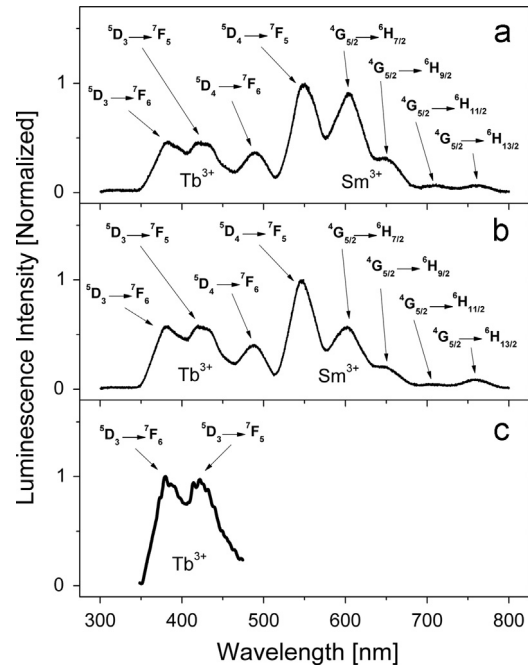 Luminescence Intensity [Normalized]
a
⁵D₃→⁷F₅
⁵D₄→⁷F₅
⁴G₅/₂→⁶H₇/₂
⁴G₅/₂→⁶H₉/₂
⁵D₃→⁷F₆
⁵D₄→⁷F₆
⁴G₅/₂→⁶H₁₁/₂
⁴G₅/₂→⁶H₁₃/₂
1
0
Tb³⁺
Sm³⁺
b
⁵D₃→⁷F₅
⁵D₄→⁷F₅
⁴G₅/₂→⁶H₇/₂
⁴G₅/₂→⁶H₉/₂
⁵D₃→⁷F₆
⁵D₄→⁷F₆
⁴G₅/₂→⁶H₁₁/₂
⁴G₅/₂→⁶H₁₃/₂
1
0
Tb³⁺
Sm³⁺
c
⁵D₃→⁷F₆
⁵D₃→⁷F₅
1
0
Tb³⁺
300 400 500 600 700 800
Wavelength [nm]